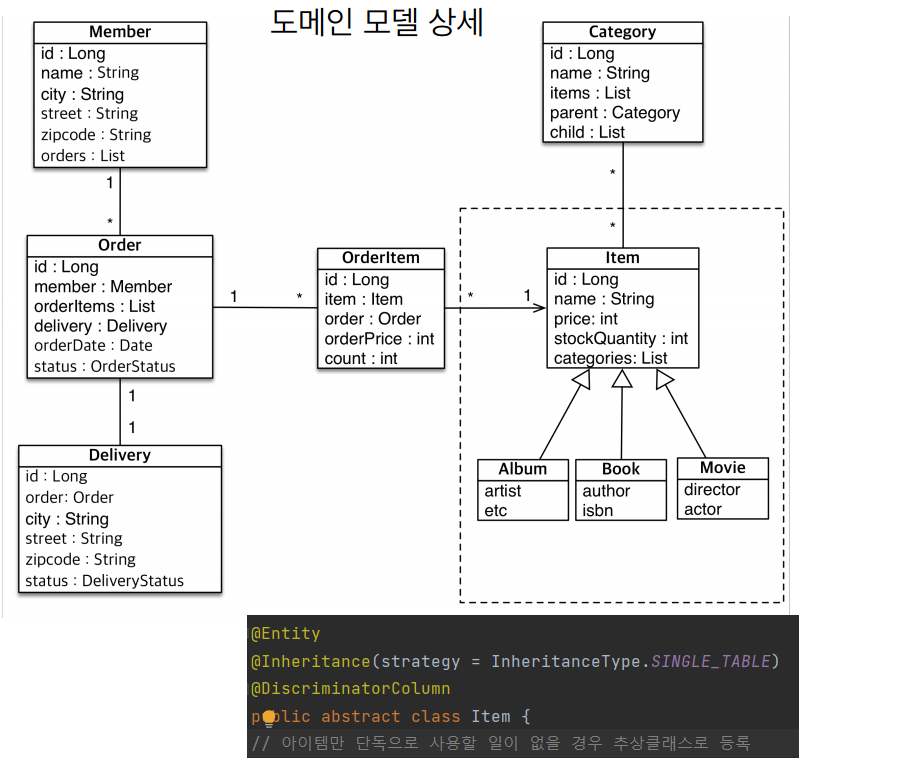 도메인 모델 상세
Member
id : Long
name : String
city : String
street : String
zipcode : String
orders : List
Category
id : Long
name : String
items : List
parent : Category
child : List
1
*
*
*
Order
id : Long
member : Member
orderItems : List
delivery : Delivery
orderDate : Date
status : OrderStatus
1
*
OrderItem
id : Long
item : Item
order : Order
orderPrice : int
count : int
*
1
Item
id : Long
name : String
price: int
stockQuantity : int
categories: List
1
1
Delivery
id : Long
order: Order
city : String
street : String
zipcode : String
status : DeliveryStatus
Album
artist
etc
Book
author
isbn
Movie
director
actor
@Entity
@Inheritance(strategy = InheritanceType.SINGLE_TABLE)
@DiscriminatorColumn
public abstract class Item {
// 아이템만 단독으로 사용할 일이 없을 경우 추상클래스로 등록